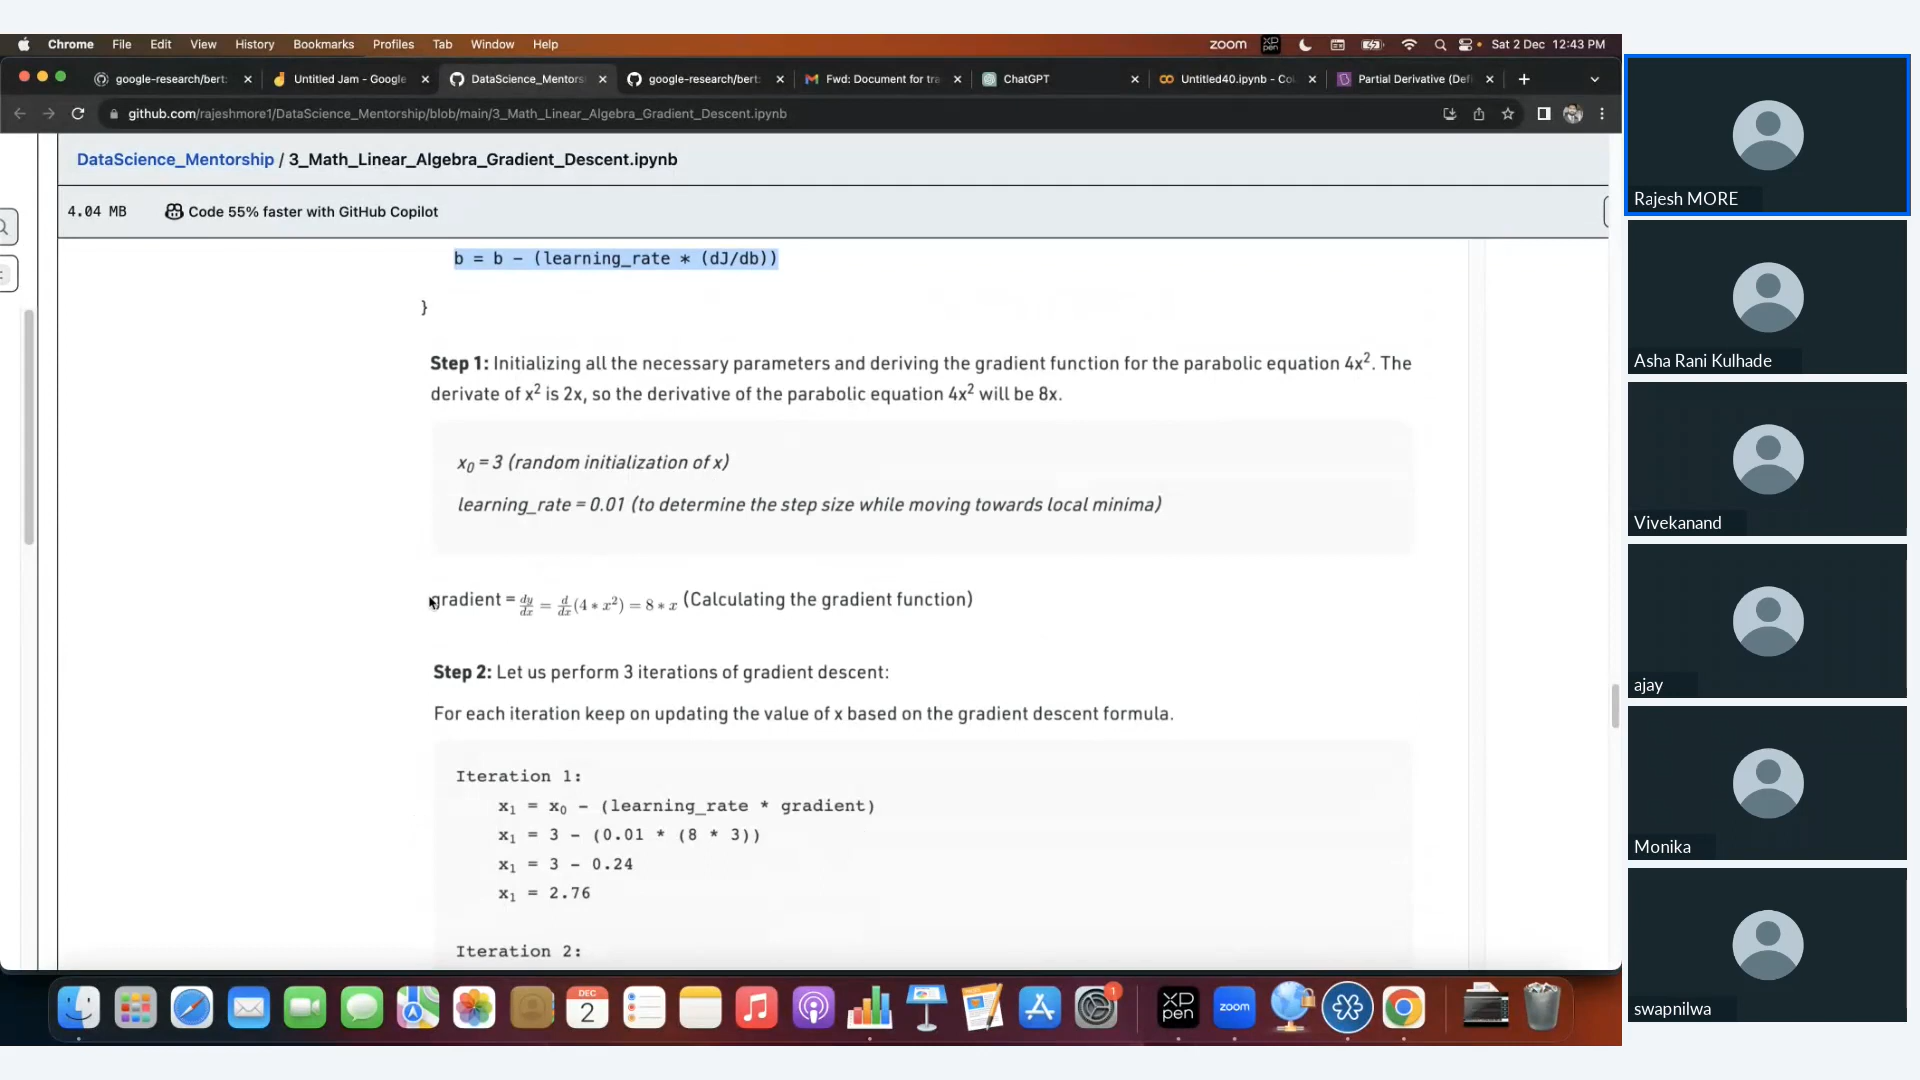 Chrome File Edit View History Bookmarks Profiles Tab Window Help
zoom XP pen Sat 2 Dec 12:43 PM
google-research/bert: Untitled Jam - Google DataScience_Mentors google-research/bert: Fwd: Document for tra ChatGPT Untitled40.ipynb - Co Partial Derivative (Def
github.com/rajeshmore1/DataScience_Mentorship/blob/main/3_Math_Linear_Algebra_Gradient_Descent.ipynb
DataScience_Mentorship / 3_Math_Linear_Algebra_Gradient_Descent.ipynb
4.04 MB Code 55% faster with GitHub Copilot
b = b - (learning_rate * (dJ/db))
}
Step 1: Initializing all the necessary parameters and deriving the gradient function for the parabolic equation 4x². The
derivate of x² is 2x, so the derivative of the parabolic equation 4x² will be 8x.
x₀ = 3 (random initialization of x)
learning_rate = 0.01 (to determine the step size while moving towards local minima)
gradient = dy/dx = d/dx(4 * x²) = 8 * x (Calculating the gradient function)
Step 2: Let us perform 3 iterations of gradient descent:
For each iteration keep on updating the value of x based on the gradient descent formula.
Iteration 1:
x₁ = x₀ - (learning_rate * gradient)
x₁ = 3 - (0.01 * (8 * 3))
x₁ = 3 - 0.24
x₁ = 2.76
Iteration 2:
DEC
2
1
XP
pen
zoom
Rajesh MORE
Asha Rani Kulhade
Vivekanand
ajay
Monika
swapnilwa